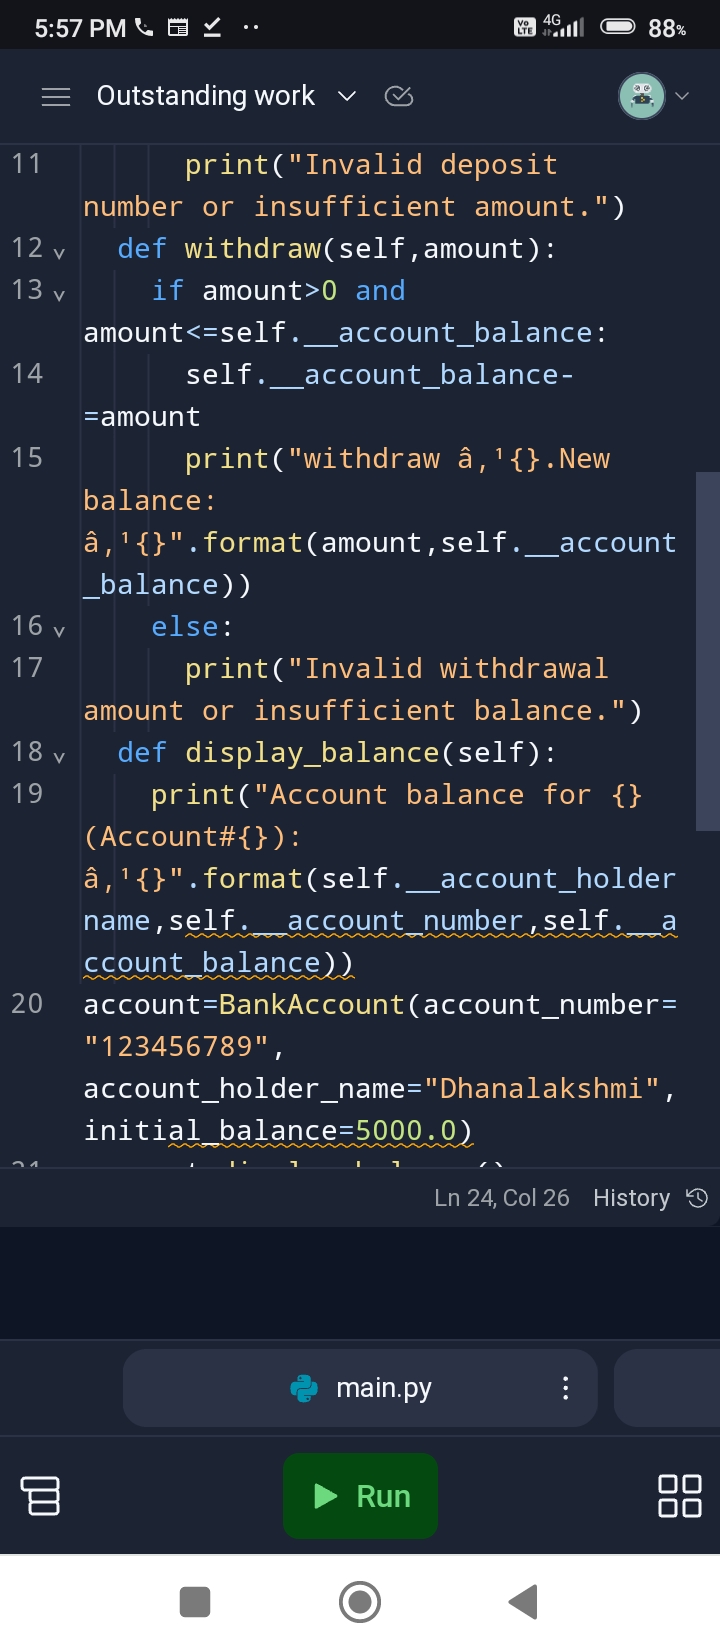 5:57 PM
Vo LTE 4G 88%
Outstanding work
11 print("Invalid deposit
number or insufficient amount.")
12 def withdraw(self,amount):
13 if amount>0 and
amount<=self.__account_balance:
14 self.__account_balance-
=amount
15 print("withdraw â‚¹{}.New
balance:
â‚¹{}".format(amount,self.__account
_balance))
16 else:
17 print("Invalid withdrawal
amount or insufficient balance.")
18 def display_balance(self):
19 print("Account balance for {}
(Account#{}):
â‚¹{}".format(self.__account_holder
name,self.__account_number,self.__a
ccount_balance))
20 account=BankAccount(account_number=
"123456789",
account_holder_name="Dhanalakshmi",
initial_balance=5000.0)
Ln 24, Col 26 History
main.py
Run